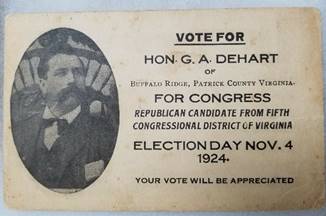 VOTE FOR
HON. G. A. DEHART
OF
BUFFALO RIDGE, PATRICK COUNTY VIRGINIA.
FOR CONGRESS
REPUBLICAN CANDIDATE FROM FIFTH
CONGRESSIONAL DISTRICT OF VIRGINIA
ELECTION DAY NOV. 4
1924.
YOUR VOTE WILL BE APPRECIATED